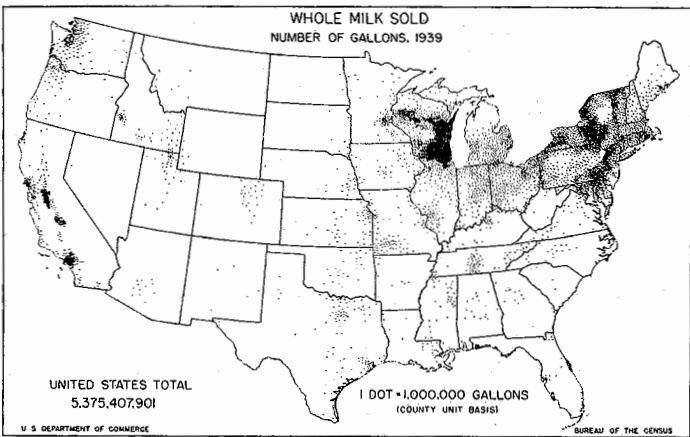 WHOLE MILK SOLD
NUMBER OF GALLONS, 1939
UNITED STATES TOTAL
5,375,407,901
1 DOT = 1,000,000 GALLONS
(COUNTY UNIT BASIS)
U S DEPARTMENT OF COMMERCE
BUREAU OF THE CENSUS